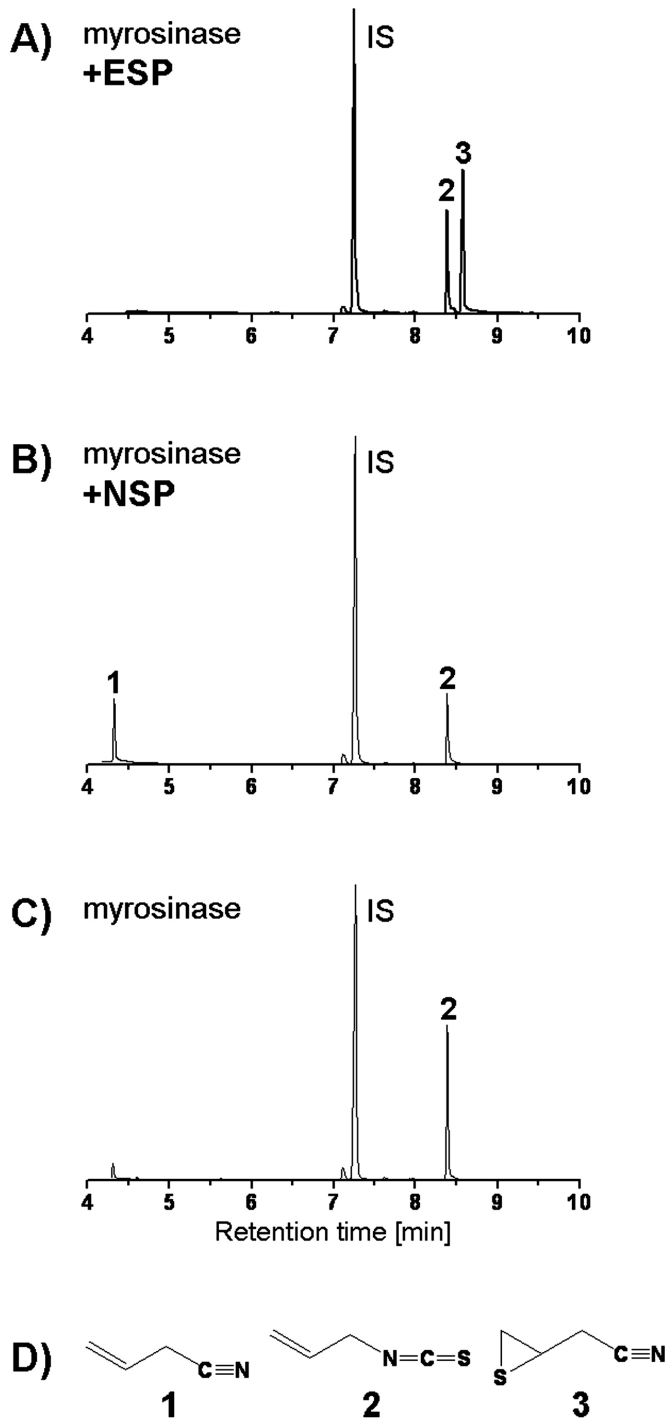 A) myrosinase IS
+ESP
3
2
4 5 6 7 8 9 10
B) myrosinase IS
+NSP
1 2
4 5 6 7 8 9 10
C) myrosinase IS
2
4 5 6 7 8 9 10
Retention time [min]
D) C≡N N=C=S S C≡N
1 2 3